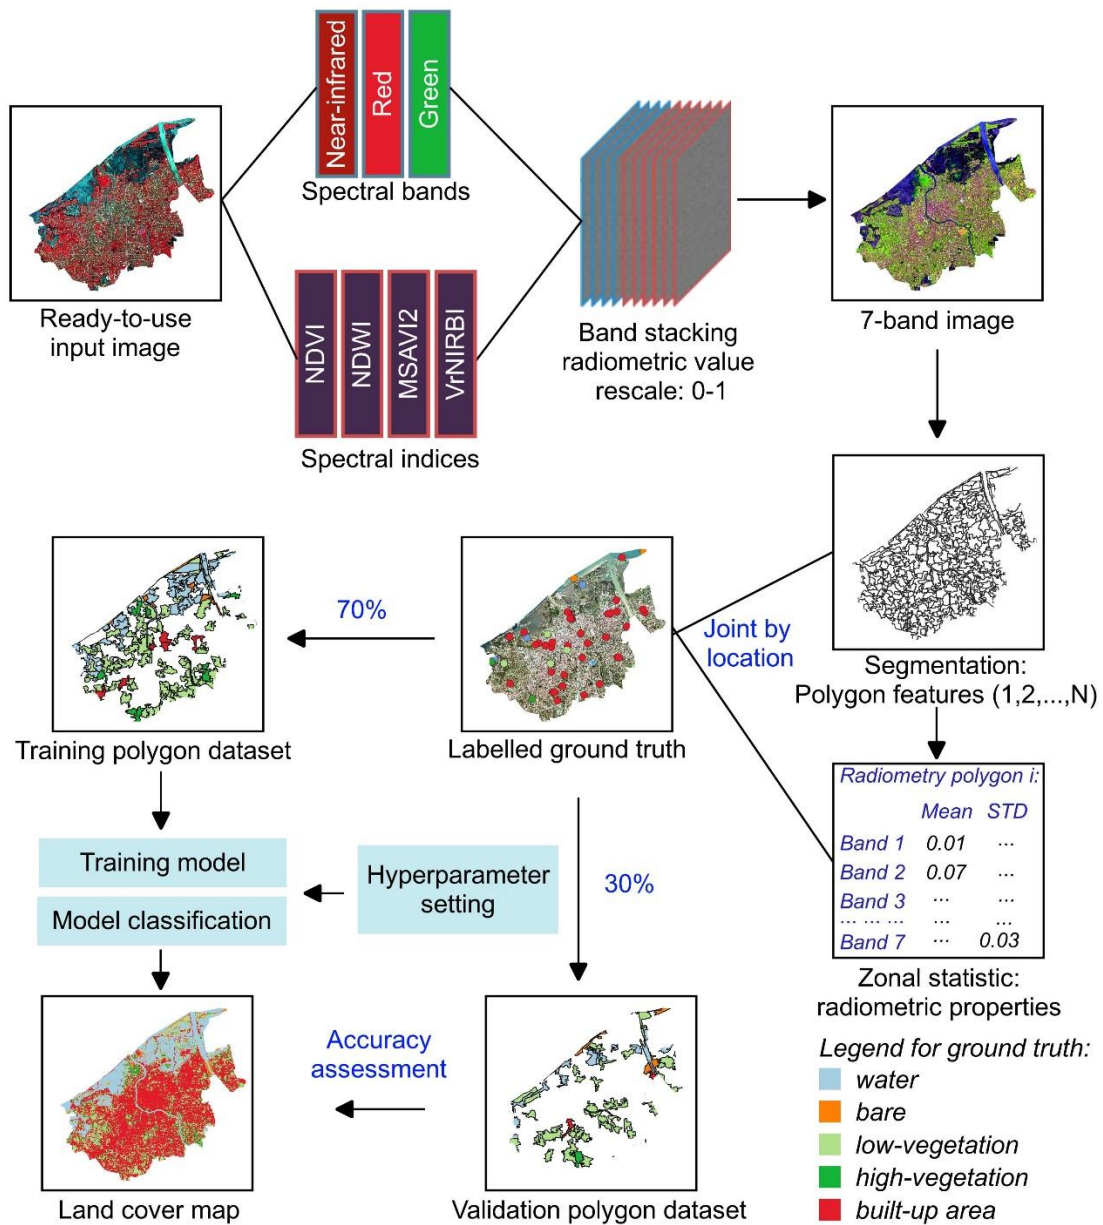 Near-infrared
Red
Green
Spectral bands
Ready-to-use
input image
NDVI
NDWI
MSAVI2
VrNIRBI
Spectral indices
Band stacking
radiometric value
rescale: 0-1
7-band image
Segmentation:
Polygon features (1,2,...,N)
Joint by
location
Labelled ground truth
70%
Training polygon dataset
Radiometry polygon i:
Mean STD
Band 1 0.01 ...
Band 2 0.07 ...
Band 3 ... ...
... ... ... ... ...
Band 7 ... 0.03
Zonal statistic:
radiometric properties
Training model
Model classification
Hyperparameter
setting
30%
Accuracy
assessment
Land cover map
Validation polygon dataset
Legend for ground truth:
water
bare
low-vegetation
high-vegetation
built-up area